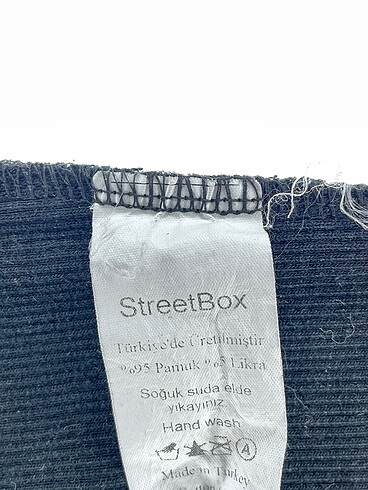 StreetBox
Türkiye'de Üretilmiştir
%95 Pamuk %5 Likra
Soğuk suda elde
yıkayınız.
Hand wash
A
Made in Turkey